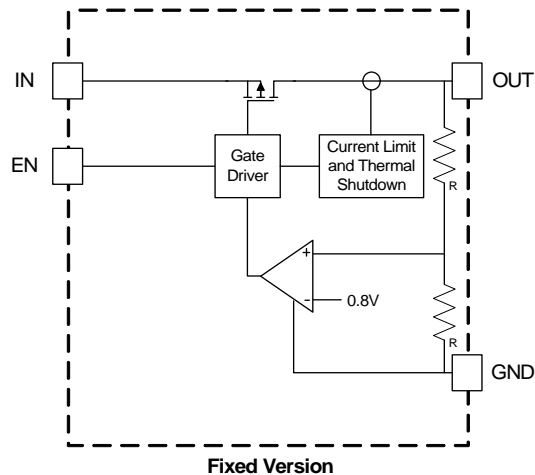 IN
OUT
EN
Gate
Driver
Current Limit
and Thermal
Shutdown
R
+
-
0.8V
R
GND
Fixed Version